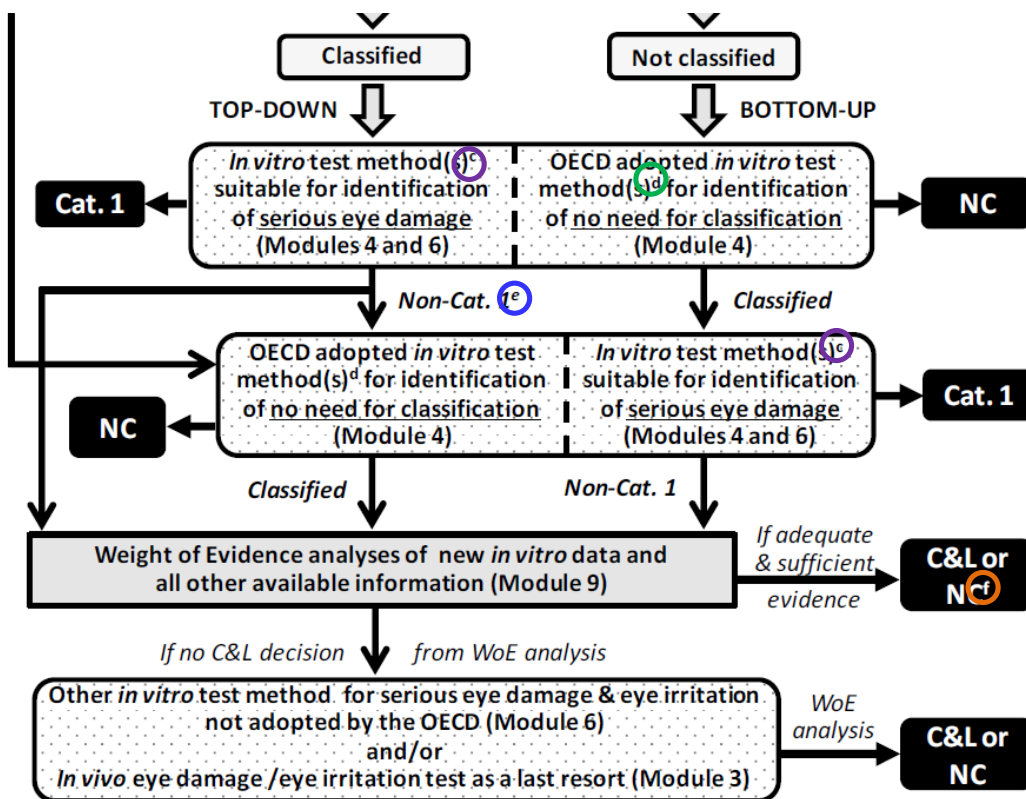 Classified
Not classified
TOP-DOWN
BOTTOM-UP
In vitro test method(s)c
suitable for identification
of serious eye damage
(Modules 4 and 6)
OECD adopted in vitro test
method(s)d for identification
of no need for classification
(Module 4)
Cat. 1
NC
Non-Cat. 1e
Classified
OECD adopted in vitro test
method(s)d for identification
of no need for classification
(Module 4)
In vitro test method(s)c
suitable for identification
of serious eye damage
(Modules 4 and 6)
NC
Cat. 1
Classified
Non-Cat. 1
Weight of Evidence analyses of new in vitro data and
all other available information (Module 9)
If adequate
& sufficient
evidence
C&L or
NCf
If no C&L decision
from WoE analysis
Other in vitro test method for serious eye damage & eye irritation
not adopted by the OECD (Module 6)
and/or
In vivo eye damage /eye irritation test as a last resort (Module 3)
WoE
analysis
C&L or
NC